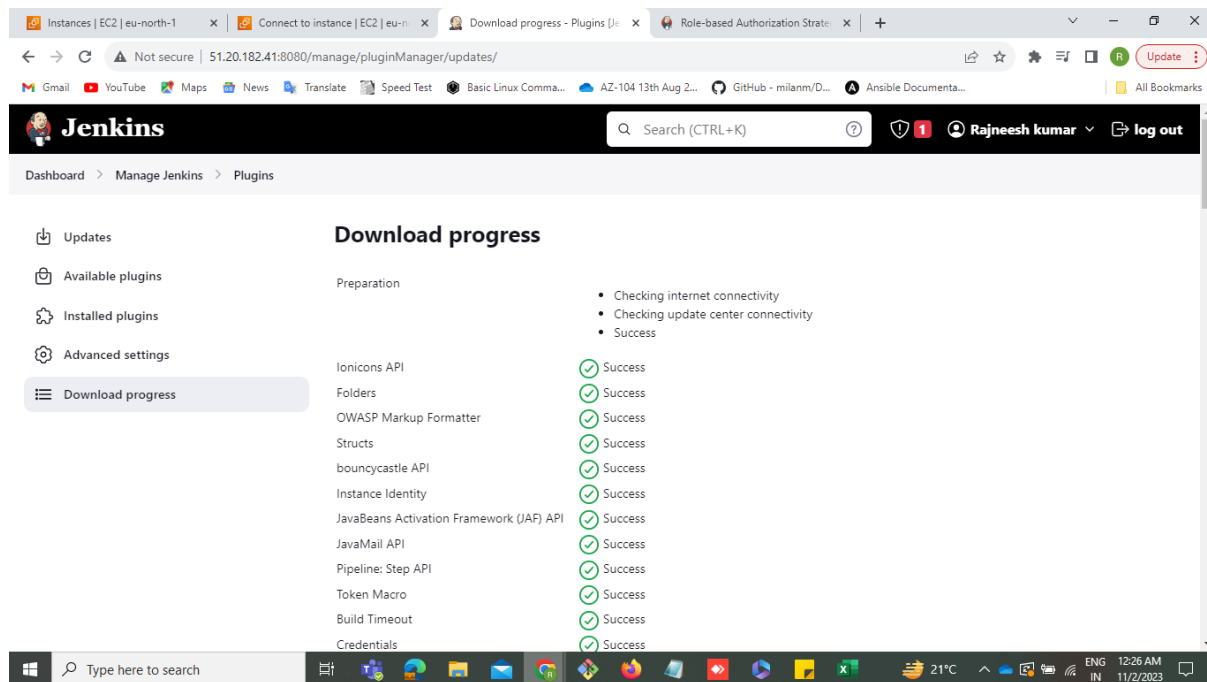 Instances | EC2 | eu-north-1
Connect to instance | EC2 | eu-n
Download progress - Plugins [Je
Role-based Authorization Strate
Not secure | 51.20.182.41:8080/manage/pluginManager/updates/
R
Update
Gmail YouTube Maps News Translate Speed Test Basic Linux Comma... AZ-104 13th Aug 2... GitHub - milanm/D... Ansible Documenta... All Bookmarks
Jenkins
Search (CTRL+K)
1
Rajneesh kumar
log out
Dashboard > Manage Jenkins > Plugins
Updates
Available plugins
Installed plugins
Advanced settings
Download progress
Download progress
Preparation
• Checking internet connectivity
• Checking update center connectivity
• Success
Ionicons API Success
Folders Success
OWASP Markup Formatter Success
Structs Success
bouncycastle API Success
Instance Identity Success
JavaBeans Activation Framework (JAF) API Success
JavaMail API Success
Pipeline: Step API Success
Token Macro Success
Build Timeout Success
Credentials Success
Type here to search
21°C
ENG
IN
12:26 AM
11/2/2023